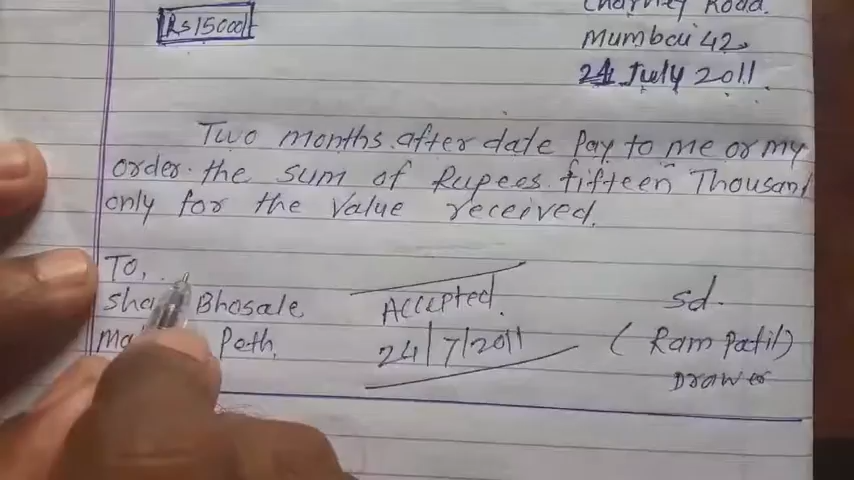 Rs 15000/-
Charney Road.
Mumbai 42.
24 July 2011.
Two months after date Pay to me or my
order the sum of Rupees fifteen Thousand
only for the value received.
To,
Bhosale
Peth
Accepted.
24/7/2011
sd.
(Ram Patil)
Drawer